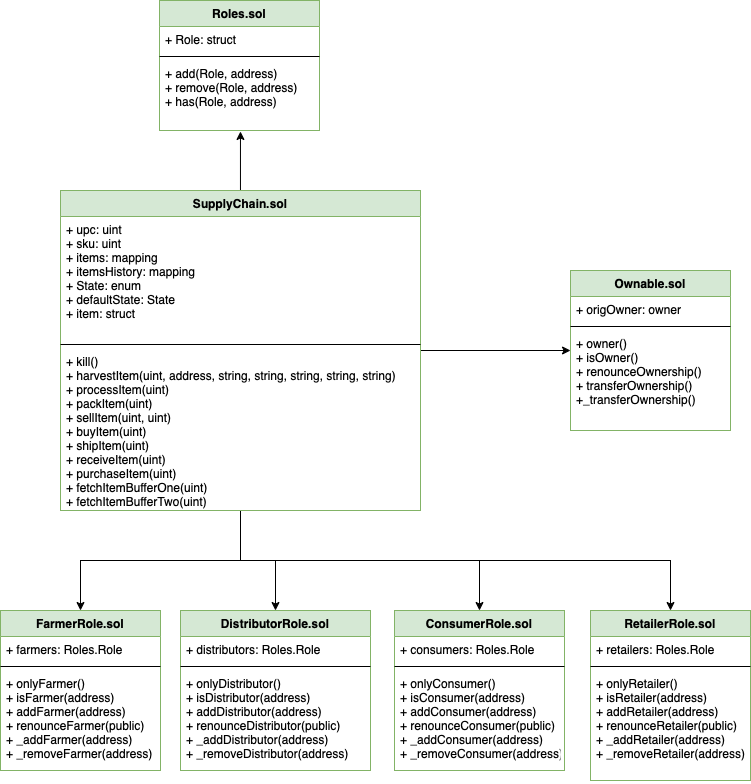 Roles.sol
+ Role: struct
+ add(Role, address)
+ remove(Role, address)
+ has(Role, address)
SupplyChain.sol
+ upc: uint
+ sku: uint
+ items: mapping
+ itemsHistory: mapping
+ State: enum
+ defaultState: State
+ item: struct
+ kill()
+ harvestItem(uint, address, string, string, string, string, string)
+ processItem(uint)
+ packItem(uint)
+ sellItem(uint, uint)
+ buyItem(uint)
+ shipItem(uint)
+ receiveItem(uint)
+ purchaseItem(uint)
+ fetchItemBufferOne(uint)
+ fetchItemBufferTwo(uint)
Ownable.sol
+ origOwner: owner
+ owner()
+ isOwner()
+ renounceOwnership()
+ transferOwnership()
+_transferOwnership()
FarmerRole.sol
+ farmers: Roles.Role
+ onlyFarmer()
+ isFarmer(address)
+ addFarmer(address)
+ renounceFarmer(public)
+ _addFarmer(address)
+ _removeFarmer(address)
DistributorRole.sol
+ distributors: Roles.Role
+ onlyDistributor()
+ isDistributor(address)
+ addDistributor(address)
+ renounceDistributor(public)
+ _addDistributor(address)
+ _removeDistributor(address)
ConsumerRole.sol
+ consumers: Roles.Role
+ onlyConsumer()
+ isConsumer(address)
+ addConsumer(address)
+ renounceConsumer(public)
+ _addConsumer(address)
+ _removeConsumer(address)
RetailerRole.sol
+ retailers: Roles.Role
+ onlyRetailer()
+ isRetailer(address)
+ addRetailer(address)
+ renounceRetailer(public)
+ _addRetailer(address)
+ _removeRetailer(address)